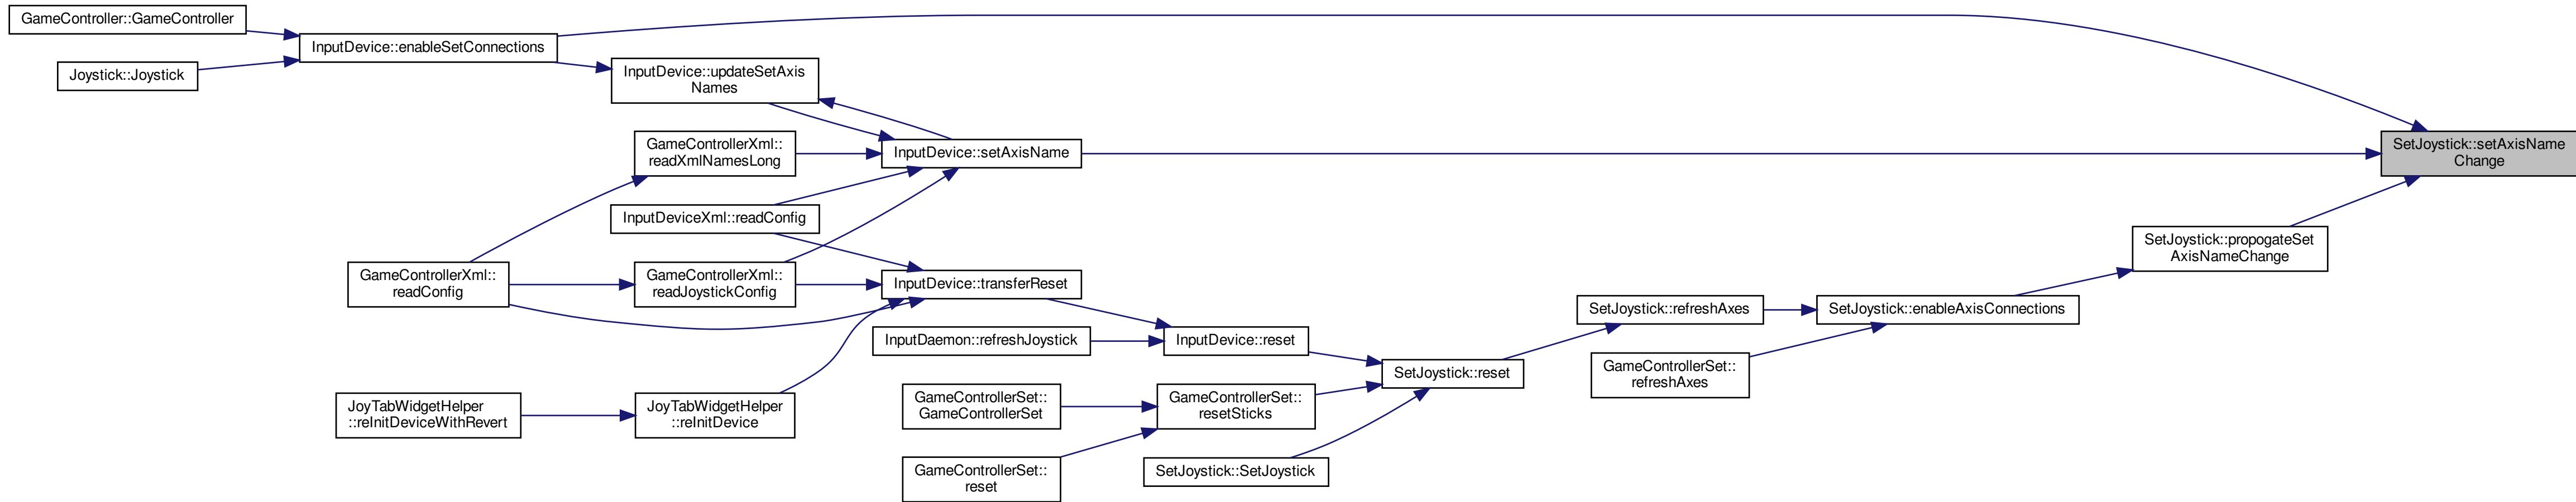 GameController::GameController
InputDevice::enableSetConnections
Joystick::Joystick
InputDevice::updateSetAxis
Names
GameControllerXml::
readXmlNamesLong
InputDevice::setAxisName
SetJoystick::setAxisName
Change
InputDeviceXml::readConfig
SetJoystick::propogateSet
AxisNameChange
GameControllerXml::
readConfig
GameControllerXml::
readJoystickConfig
InputDevice::transferReset
SetJoystick::refreshAxes
SetJoystick::enableAxisConnections
InputDaemon::refreshJoystick
InputDevice::reset
GameControllerSet::
refreshAxes
SetJoystick::reset
JoyTabWidgetHelper
::reInitDeviceWithRevert
JoyTabWidgetHelper
::reInitDevice
GameControllerSet::
GameControllerSet
GameControllerSet::
resetSticks
GameControllerSet::
reset
SetJoystick::SetJoystick